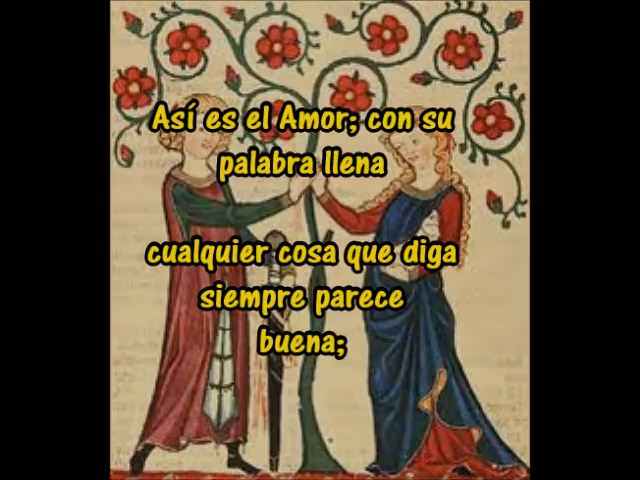 Así es el Amor; con su
palabra llena
cualquier cosa que diga
siempre parece
buena;